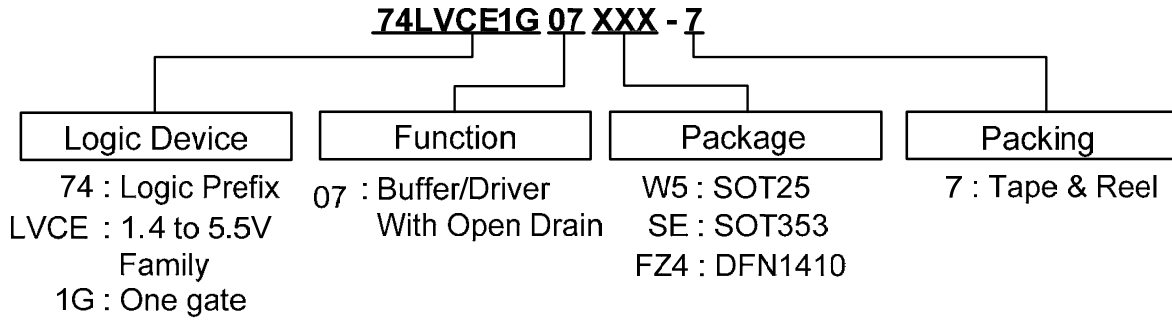 74LVCE1G 07 XXX - 7
Logic Device
74 : Logic Prefix
LVCE : 1.4 to 5.5V
Family
1G : One gate
Function
07 : Buffer/Driver
With Open Drain
Package
W5 : SOT25
SE : SOT353
FZ4 : DFN1410
Packing
7 : Tape & Reel